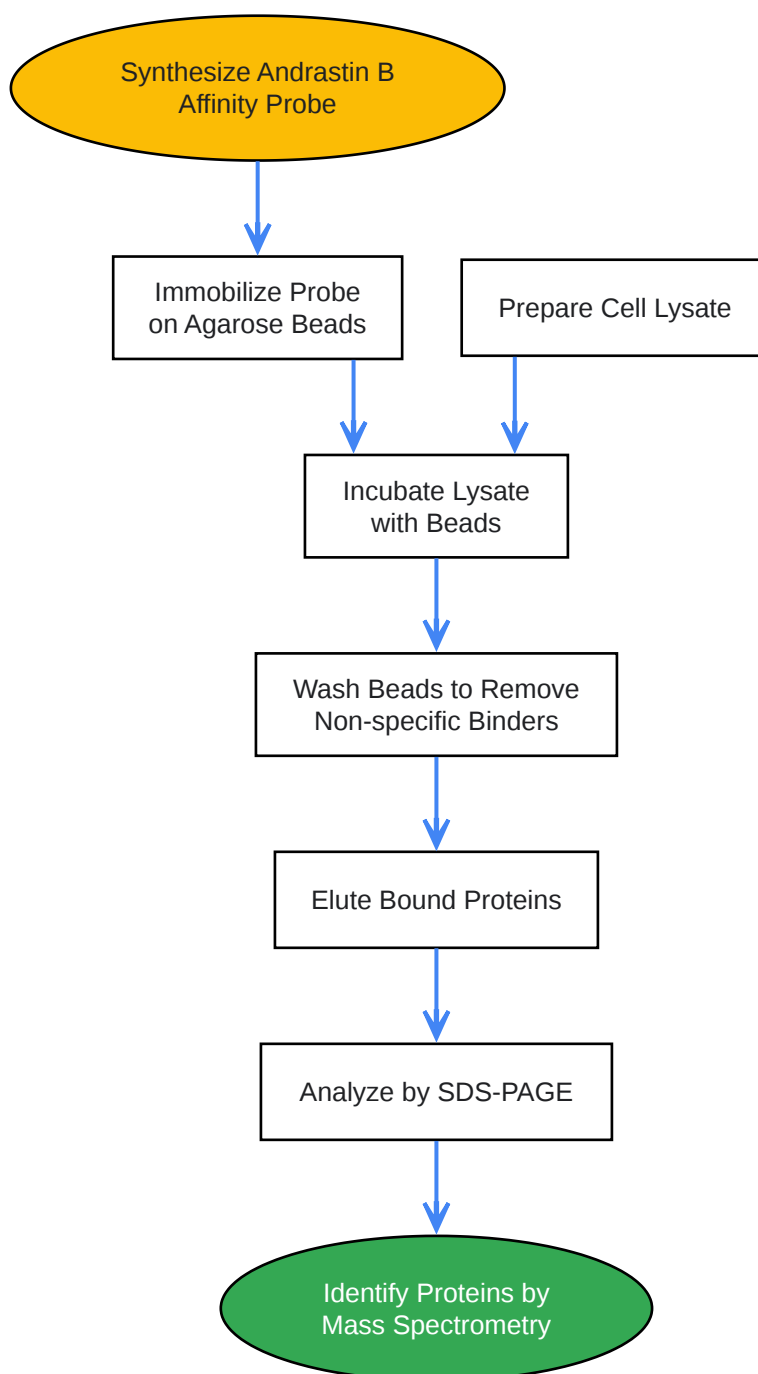 Synthesize Andrastin B
Affinity Probe
Immobilize Probe
on Agarose Beads
Prepare Cell Lysate
Incubate Lysate
with Beads
Wash Beads to Remove
Non-specific Binders
Elute Bound Proteins
Analyze by SDS-PAGE
Identify Proteins by
Mass Spectrometry